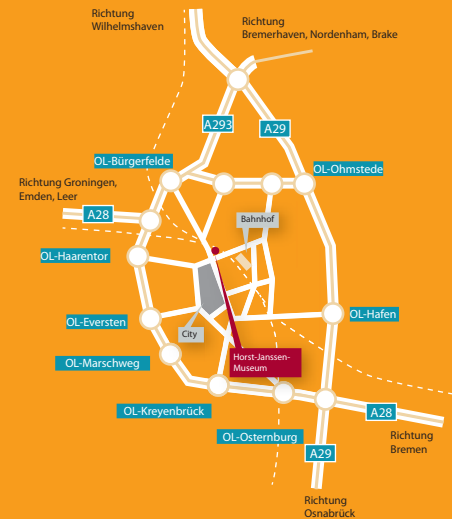 Richtung
Wilhelmshaven
Richtung
Bremerhaven, Nordenham, Brake
A293
A29
OL-Bürgerfelde
OL-Ohmstede
Richtung Groningen,
Emden, Leer
A28
Bahnhof
OL-Haarentor
OL-Hafen
OL-Eversten
City
OL-Marschweg
Horst-Janssen-
Museum
OL-Kreyenbrück
A28
OL-Osternburg
Richtung
Bremen
A29
Richtung
Osnabrück